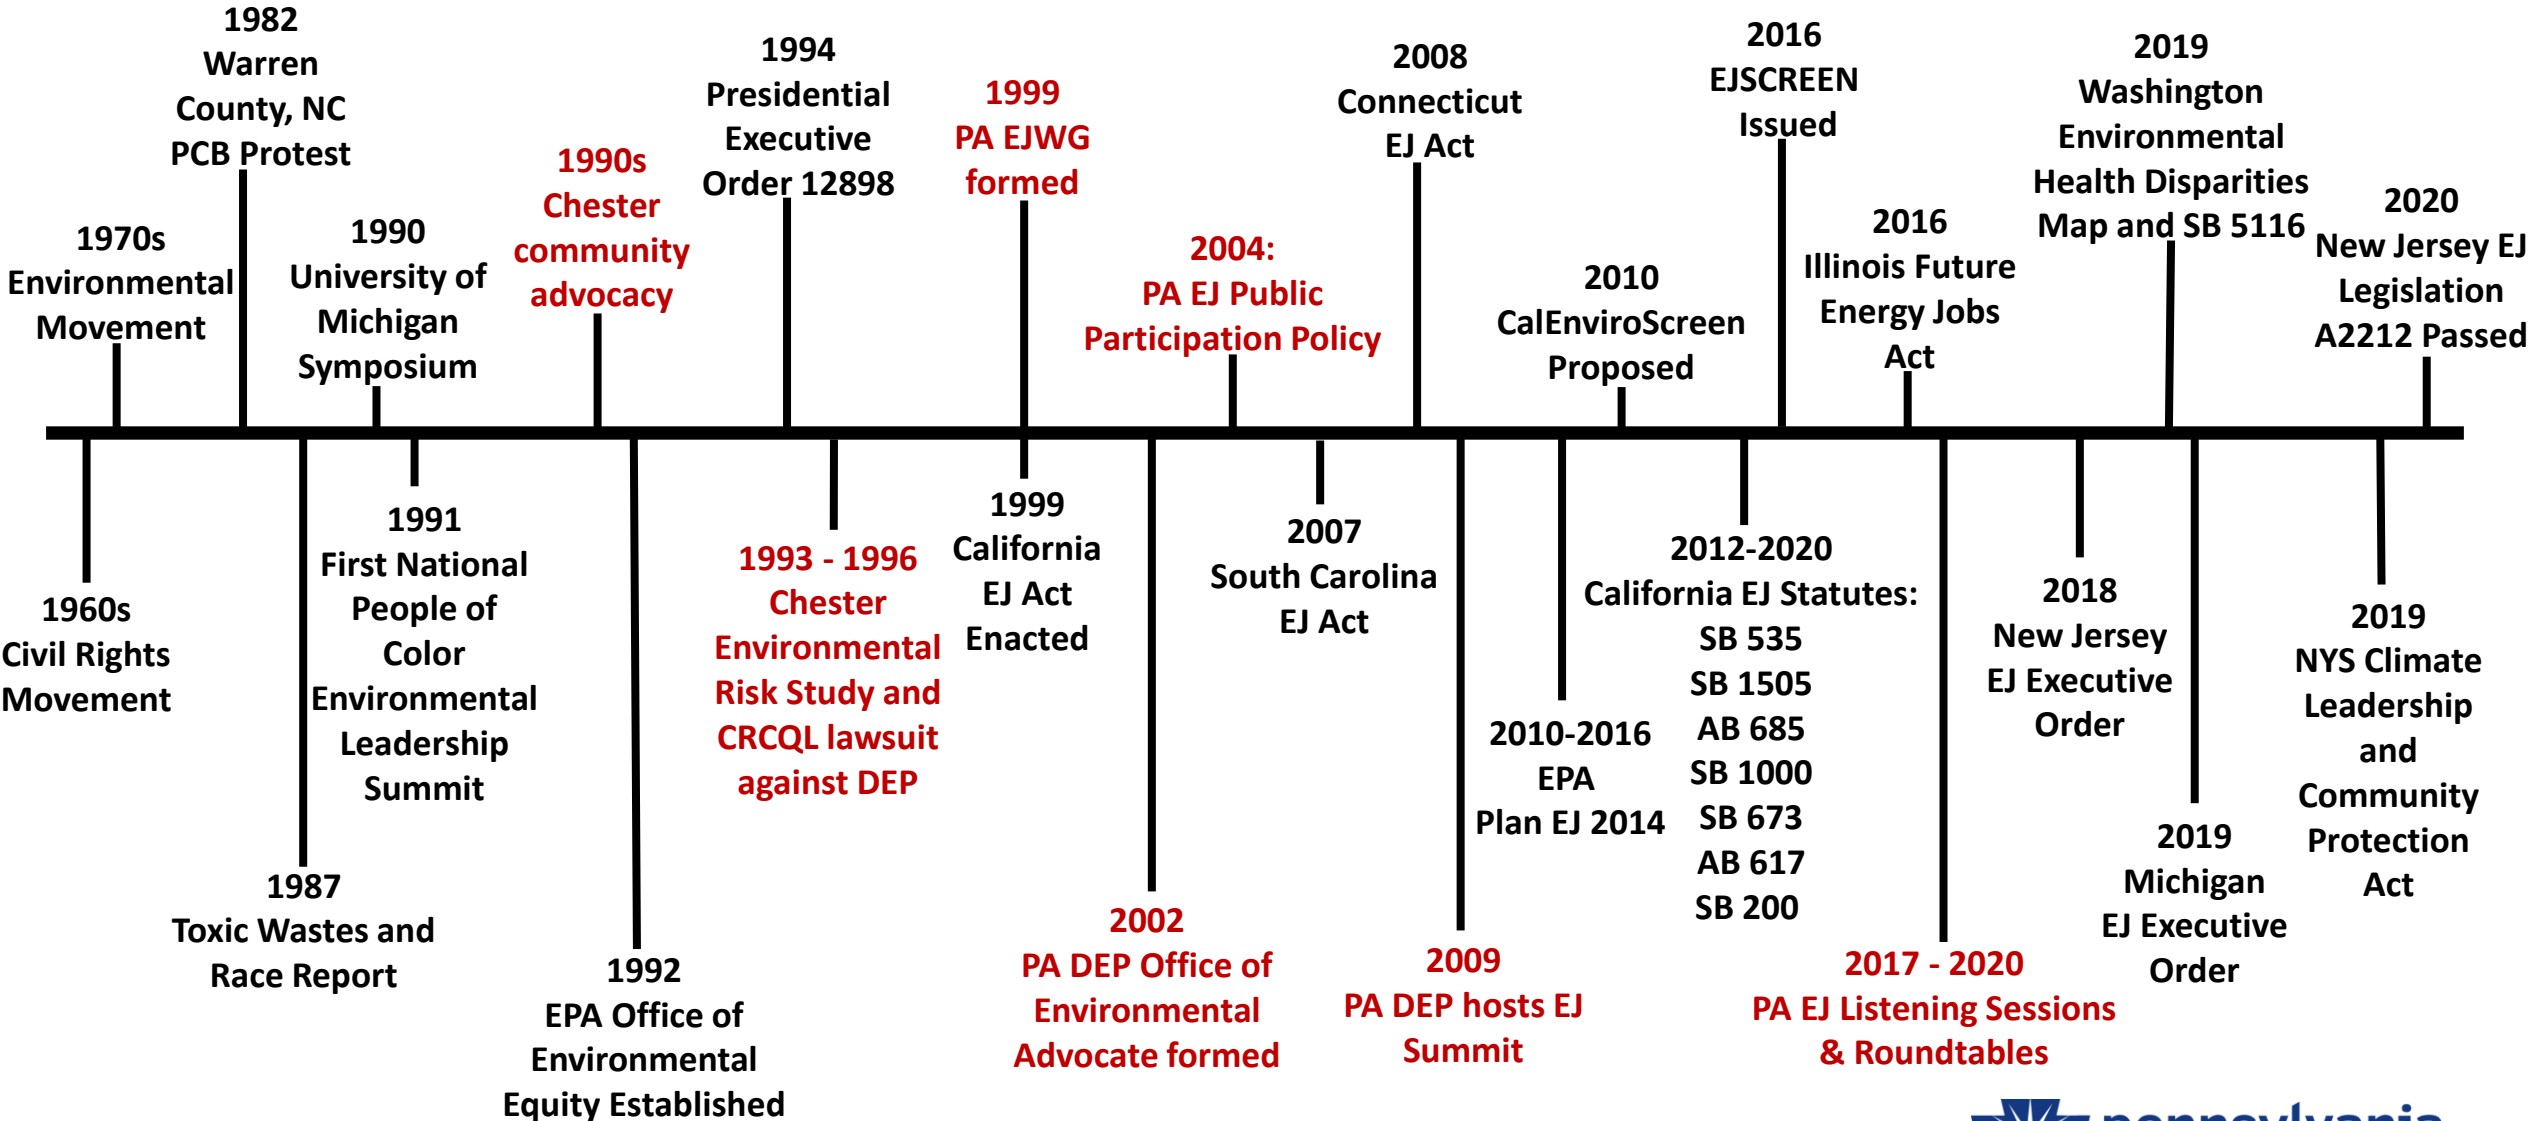 1982
Warren
County, NC
PCB Protest
1970s
Environmental
Movement
1990
University of
Michigan
Symposium
1990s
Chester
community
advocacy
1994
Presidential
Executive
Order 12898
1999
PA EJWG
formed
2004:
PA EJ Public
Participation Policy
2008
Connecticut
EJ Act
2010
CalEnviroScreen
Proposed
2016
EJSCREEN
Issued
2016
Illinois Future
Energy Jobs
Act
2019
Washington
Environmental
Health Disparities
Map and SB 5116
2020
New Jersey EJ
Legislation
A2212 Passed
1960s
Civil Rights
Movement
1987
Toxic Wastes and
Race Report
1991
First National
People of
Color
Environmental
Leadership
Summit
1992
EPA Office of
Environmental
Equity Established
1993 - 1996
Chester
Environmental
Risk Study and
CRCQL lawsuit
against DEP
1999
California
EJ Act
Enacted
2002
PA DEP Office of
Environmental
Advocate formed
2007
South Carolina
EJ Act
2009
PA DEP hosts EJ
Summit
2010-2016
EPA
Plan EJ 2014
2012-2020
California EJ Statutes:
SB 535
SB 1505
AB 685
SB 1000
SB 673
AB 617
SB 200
2017 - 2020
PA EJ Listening Sessions
& Roundtables
2018
New Jersey
EJ Executive
Order
2019
Michigan
EJ Executive
Order
2019
NYS Climate
Leadership
and
Community
Protection
Act
pennsylvania